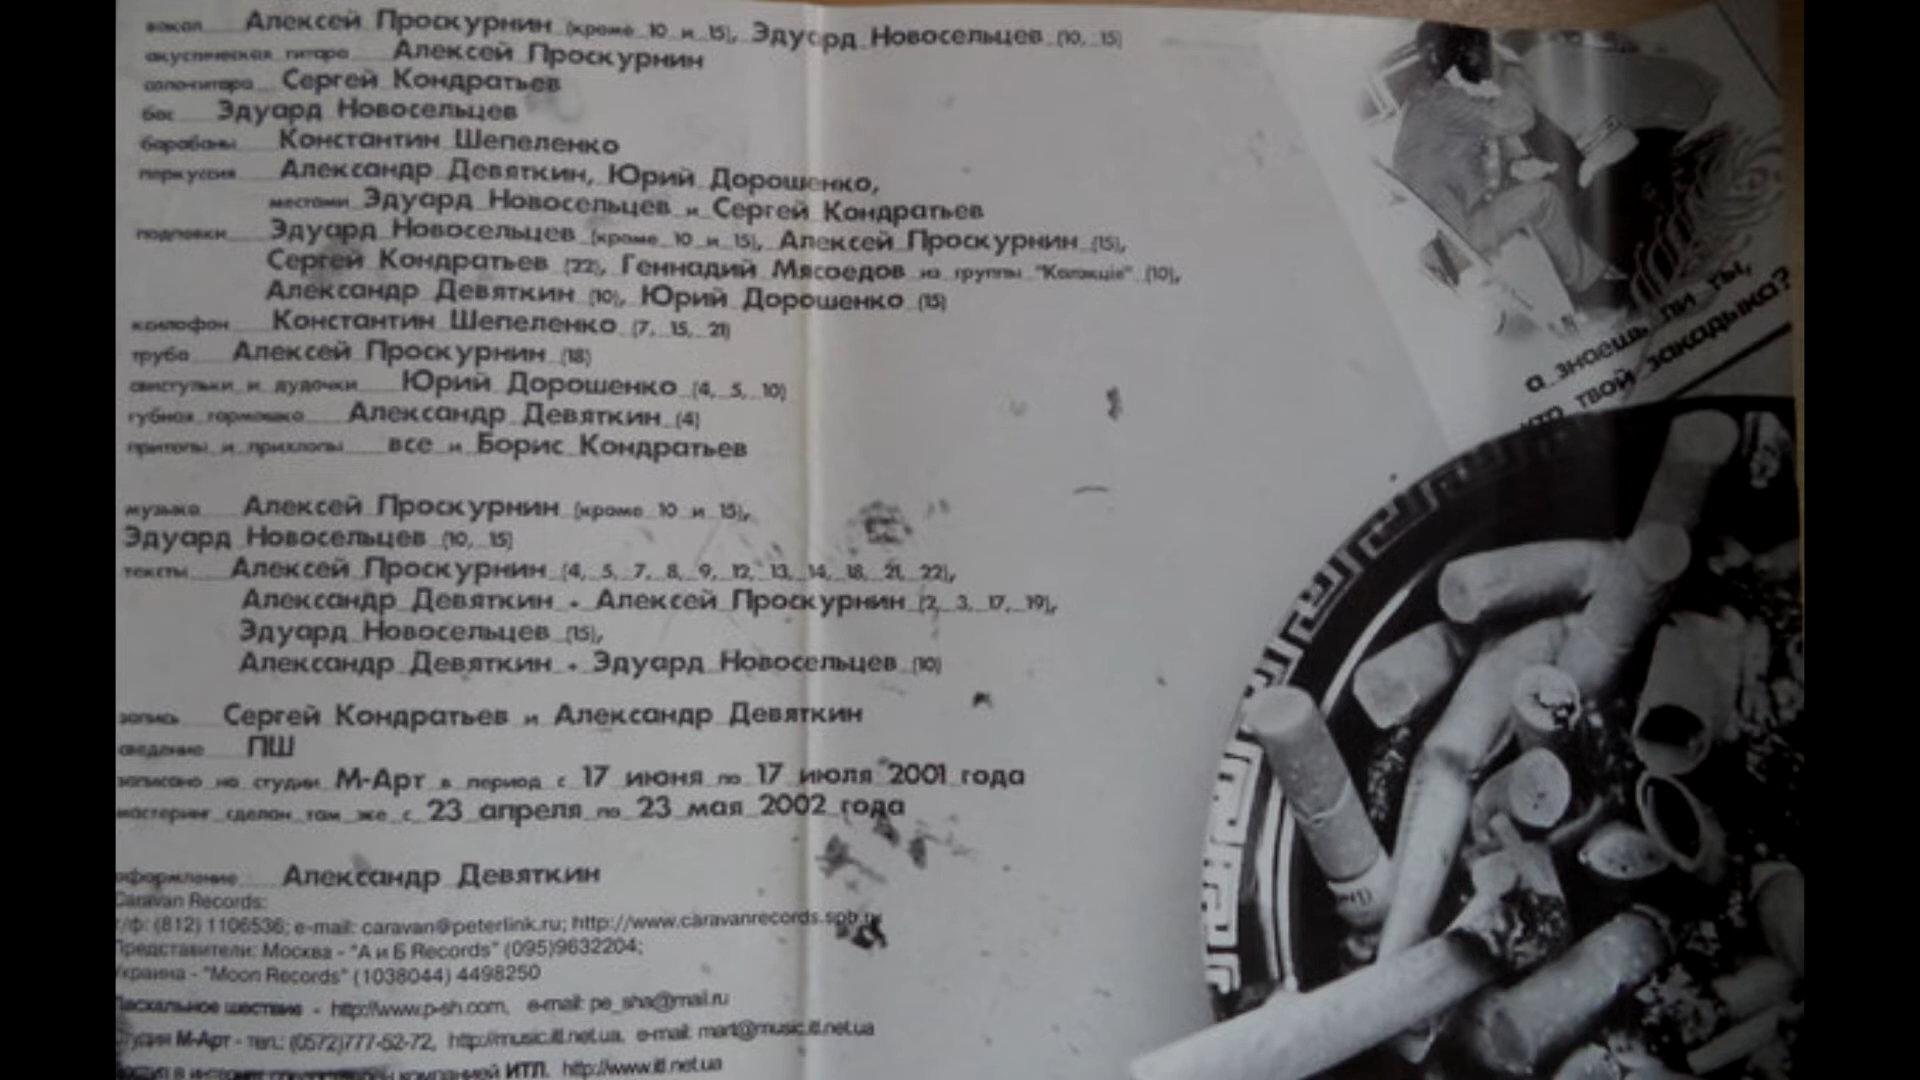 вокал Алексей Проскурнин (кроме 10 и 15), Эдуард Новосельцев (10, 15)
акустическая гитара Алексей Проскурнин
соло-гитара Сергей Кондратьев
бас Эдуард Новосельцев
барабаны Константин Шепеленко
перкуссия Александр Девяткин, Юрий Дорошенко,
местами Эдуард Новосельцев и Сергей Кондратьев
подпевки Эдуард Новосельцев (кроме 10 и 15), Алексей Проскурнин (15),
Сергей Кондратьев (22), Геннадий Мясоедов из группы (10),
Александр Девяткин (10), Юрий Дорошенко (15)
ксилофон Константин Шепеленко (7, 15, 21)
труба Алексей Проскурнин (18)
свистульки и дудочки Юрий Дорошенко (4, 5, 10)
губная гармошка Александр Девяткин (4)
притопы и прихлопы все и Борис Кондратьев
музыка Алексей Проскурнин (кроме 10 и 15),
Эдуард Новосельцев (10, 15)
тексты Алексей Проскурнин (4, 5, 7, 8, 9, 12, 13, 14, 18, 21, 22),
Александр Девяткин + Алексей Проскурнин (2, 3, 17, 19),
Эдуард Новосельцев (15),
Александр Девяткин + Эдуард Новосельцев (10)
запись Сергей Кондратьев и Александр Девяткин
сведение ПШ
записано на студии М-Арт в период с 17 июня по 17 июля 2001 года
мастеринг сделан там же с 23 апреля по 23 мая 2002 года
оформление Александр Девяткин
Caravan Records:
т/ф: (812) 1106536; e-mail: caravan@peterlink.ru; http://www.caravanrecords.spb.ru
Представители: Москва - "А и Б Records" (095)9632204;
Украина - "Moon Records" (1038044) 4498250
Пасхальное шествие - http://www.p-sh.com, e-mail: pe_sha@mail.ru
Студия М-Арт - тел.: (0572)777-52-72, http://music.itl.net.ua, e-mail: mart@music.itl.net.ua
доступ в интернет предоставлен компанией ИТЛ, http://www.itl.net.ua
а знаешь ли ты,
кто твой закадыка?